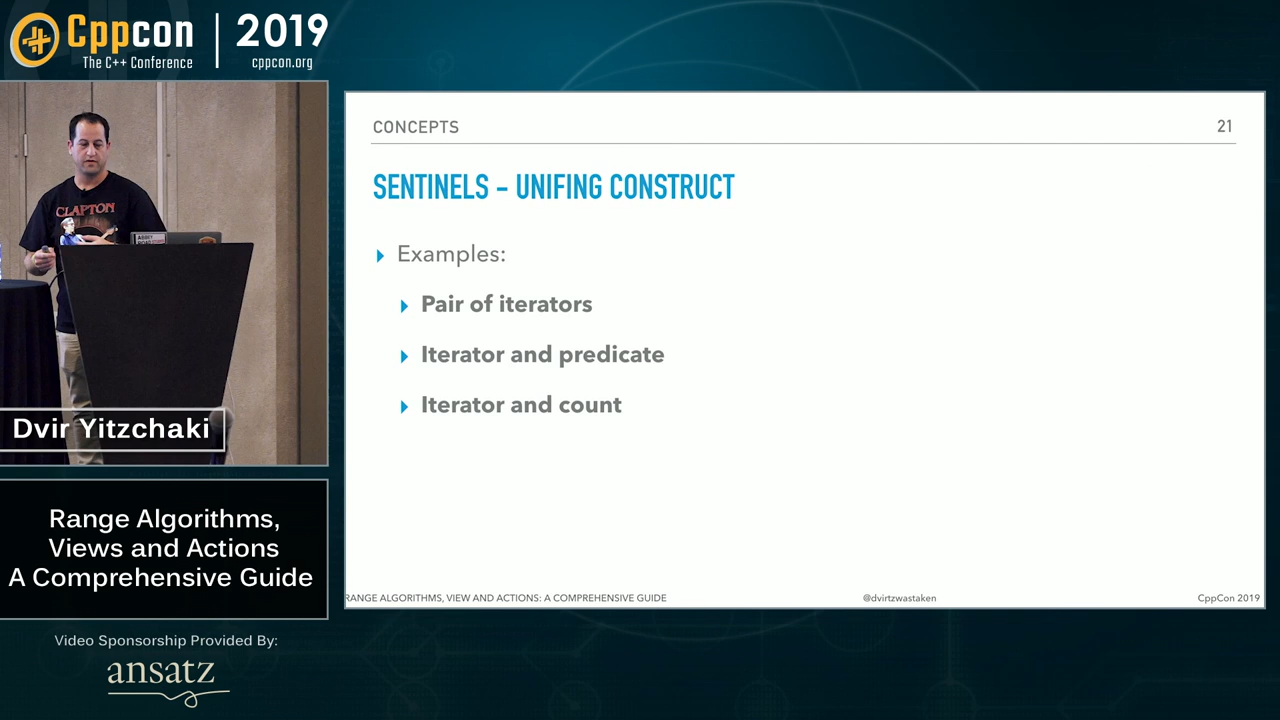 Cppcon
The C++ Conference
2019
cppcon.org
CLAPTON
Dvir Yitzchaki
Range Algorithms,
Views and Actions
A Comprehensive Guide
Video Sponsorship Provided By:
ansatz
CONCEPTS
21
SENTINELS - UNIFING CONSTRUCT
Examples:
Pair of iterators
Iterator and predicate
Iterator and count
RANGE ALGORITHMS, VIEW AND ACTIONS: A COMPREHENSIVE GUIDE
@dvirtzwastaken
CppCon 2019